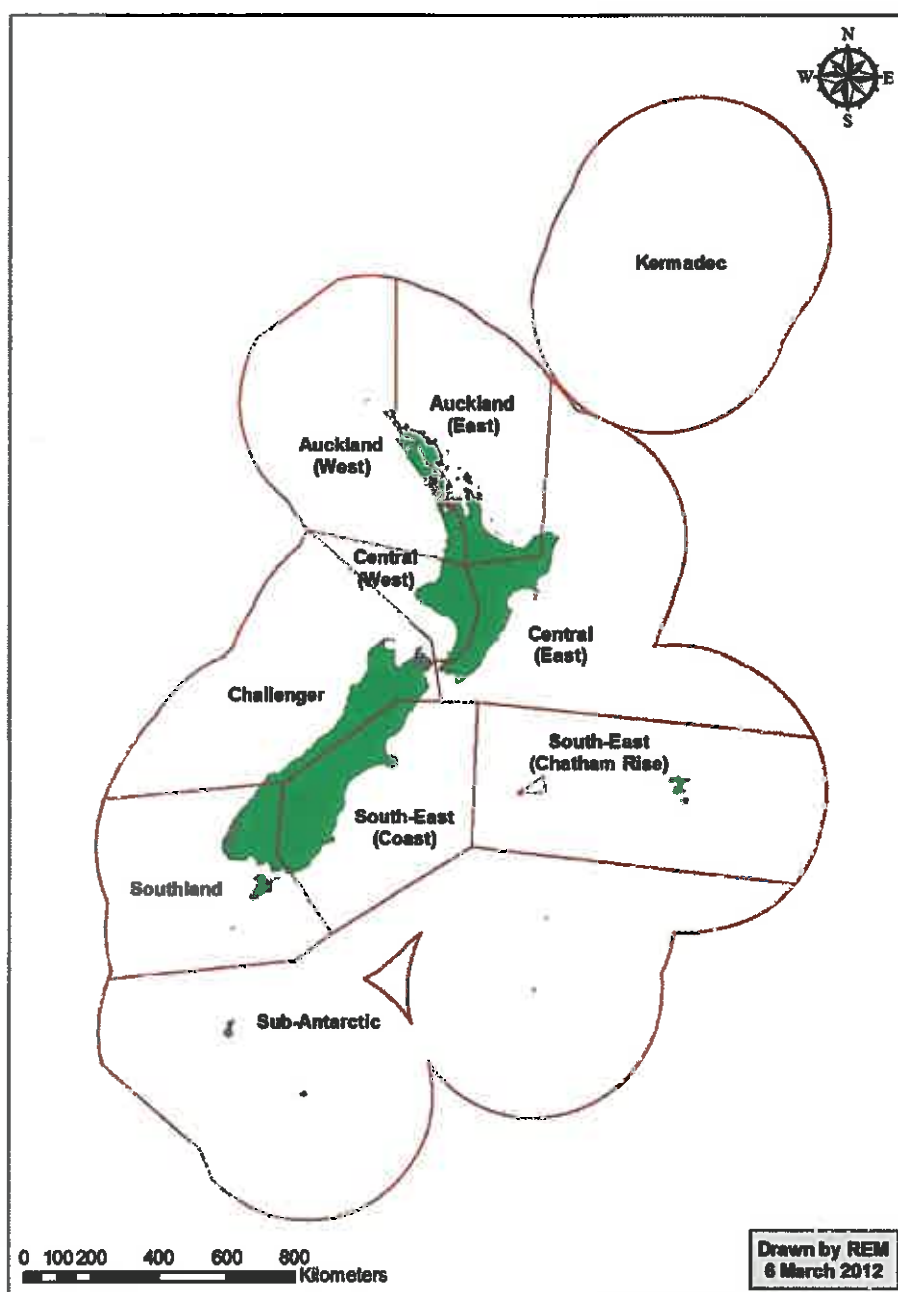 N
W E
S
Kermadec
Auckland
(East)
Auckland
(West)
Central
(West)
Central
(East)
Challenger
South-East
(Chatham Rise)
South-East
(Coast)
Southland
Sub-Antarctic
0 100 200 400 600 800
Kilometers
Drawn by REM
6 March 2012